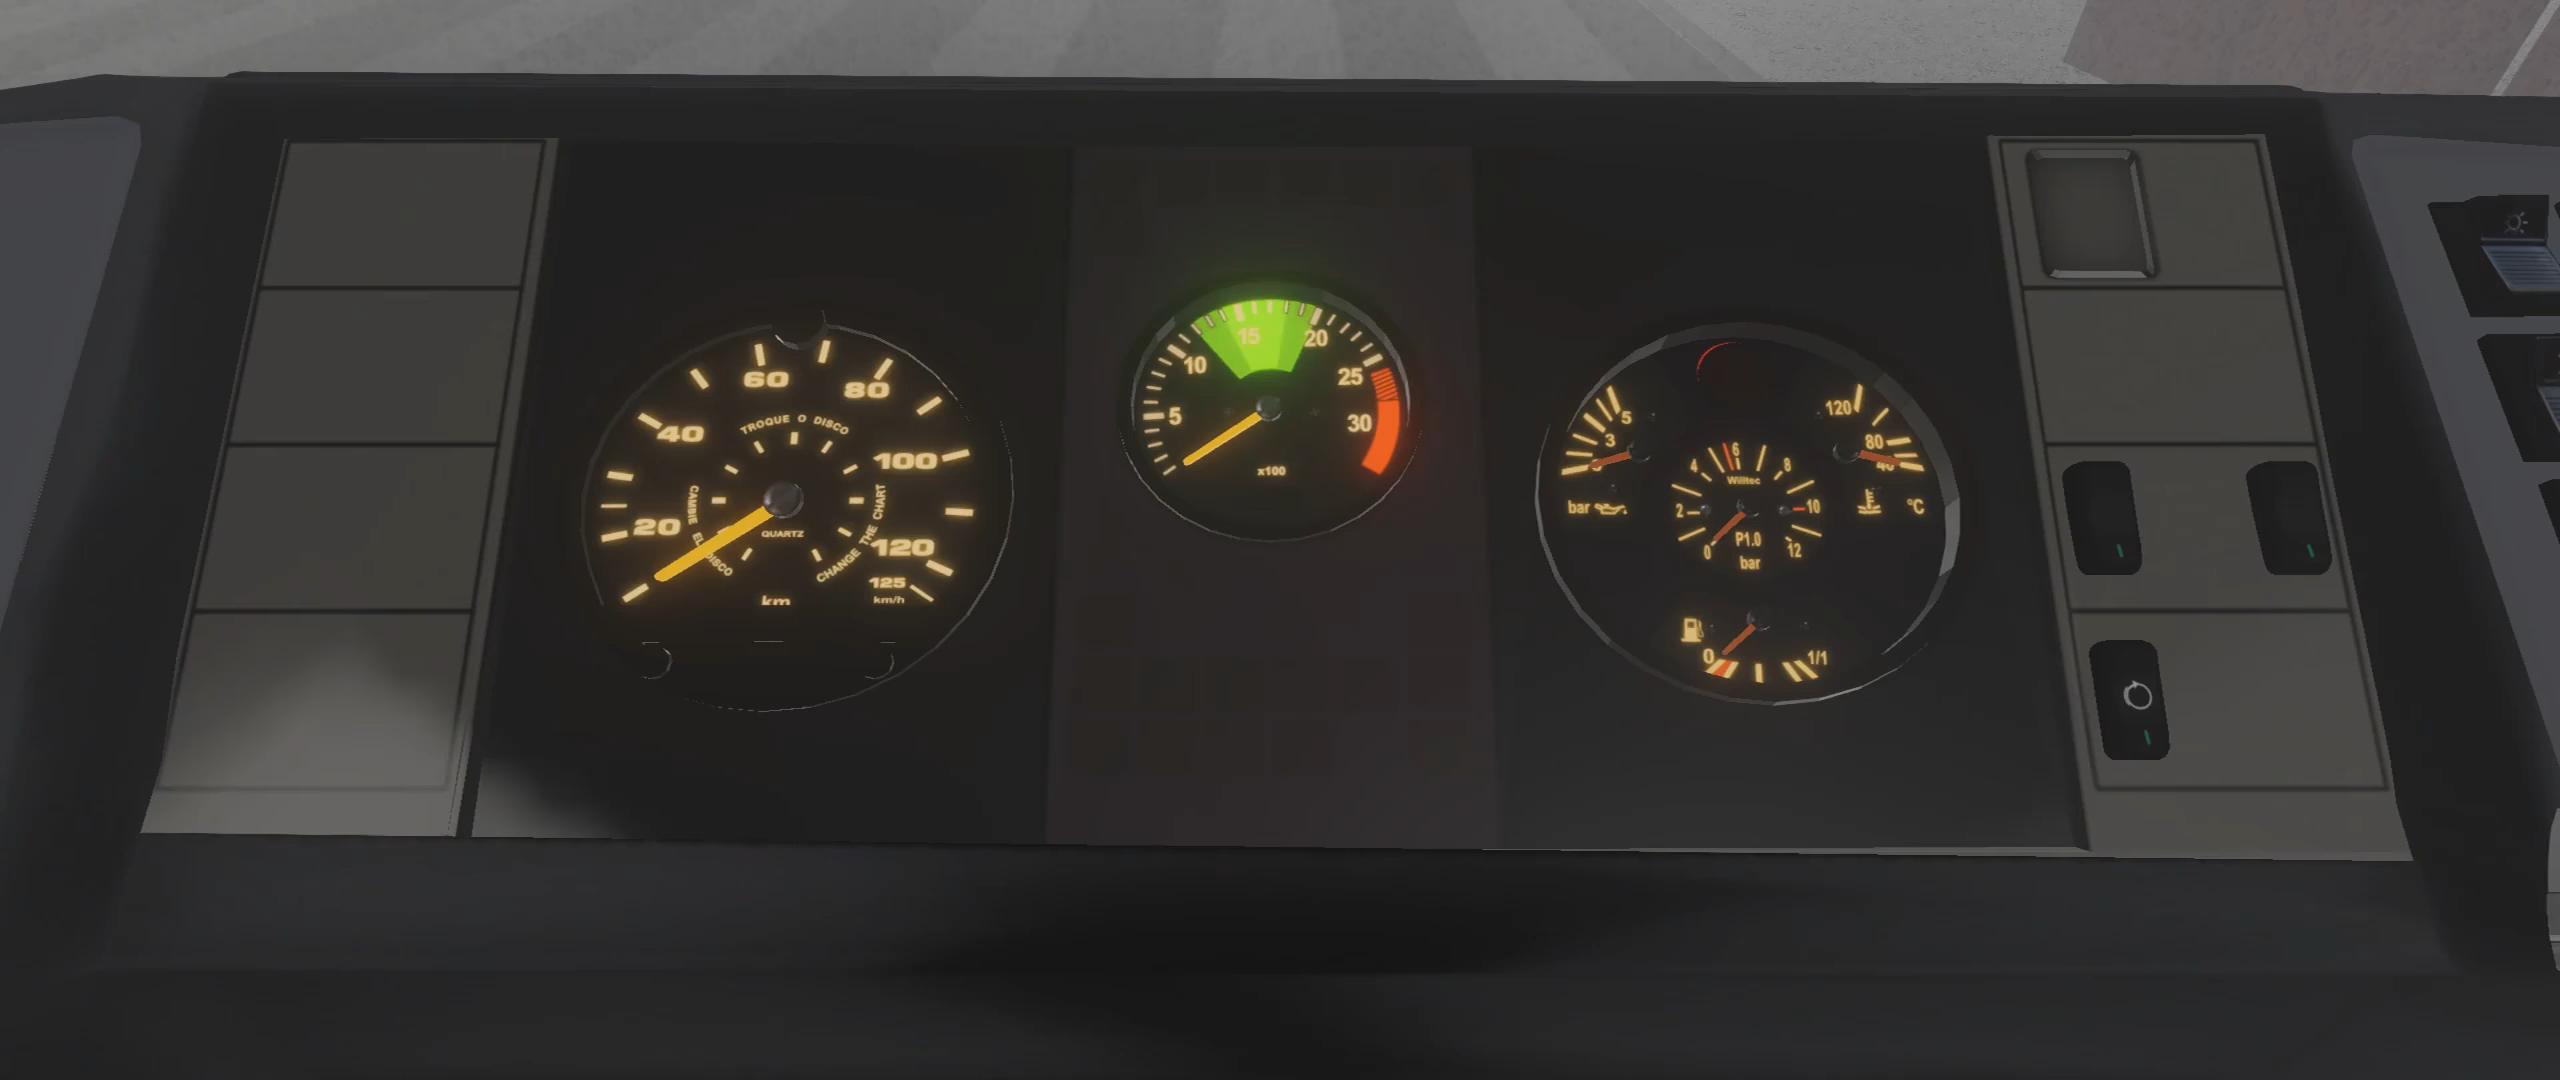 60
80
40
TROQUE O DISCO
100
20
CAMBIE EL DISCO
CHANGE THE CHART
QUARTZ
120
125
km/h
km
15
20
10
25
5
30
x100
5
3
120
80
40
bar
°C
6
4
8
Willtec
2
10
P1.0
0
12
bar
0
1/1